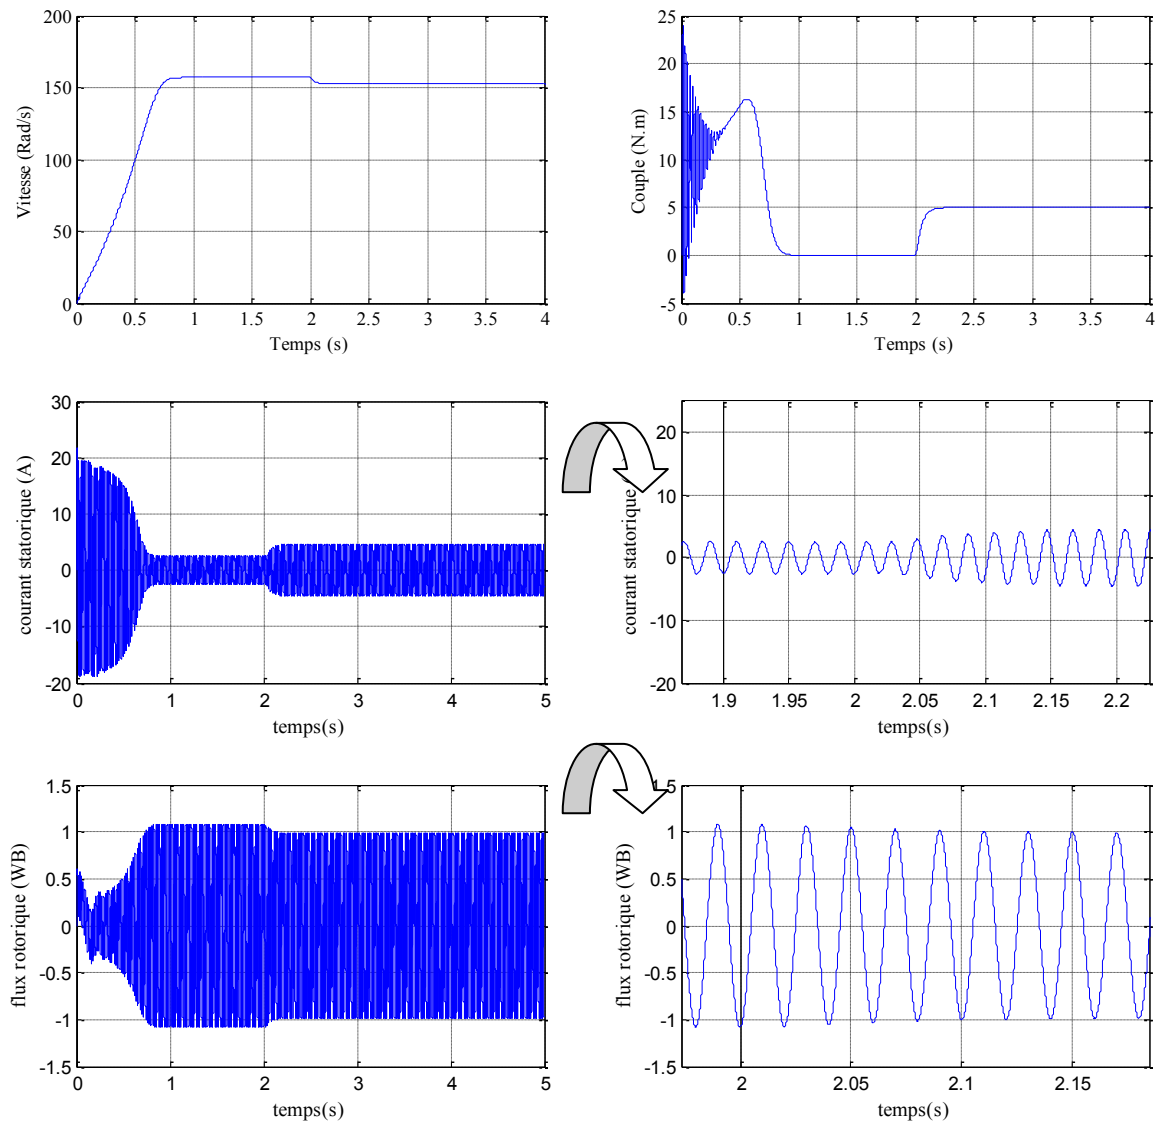 200
150
100
50
0
Vitesse (Rad/s)
0 0.5 1 1.5 2 2.5 3 3.5 4
Temps (s)
25
20
15
10
5
0
-5
Couple (N.m)
0 0.5 1 1.5 2 2.5 3 3.5 4
Temps (s)
30
20
10
0
-10
-20
courant statorique (A)
0 1 2 3 4 5
temps(s)
20
10
0
-10
-20
courant statorique
1.9 1.95 2 2.05 2.1 2.15 2.2
temps(s)
1.5
1
0.5
0
-0.5
-1
-1.5
flux rotorique (WB)
0 1 2 3 4 5
temps(s)
1
0.5
0
-0.5
-1
-1.5
flux rotorique (WB)
2 2.05 2.1 2.15
temps(s)